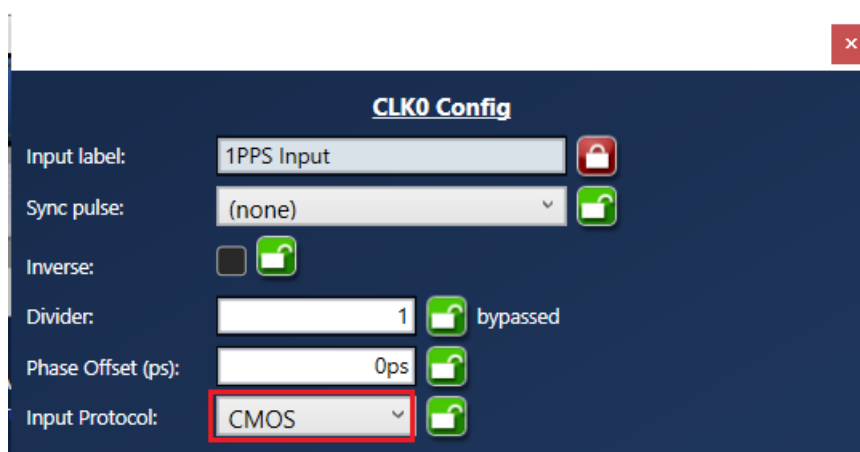 CLK0 Config
Input label: 1PPS Input
Sync pulse: (none)
Inverse:
Divider: 1 bypassed
Phase Offset (ps): 0ps
Input Protocol: CMOS